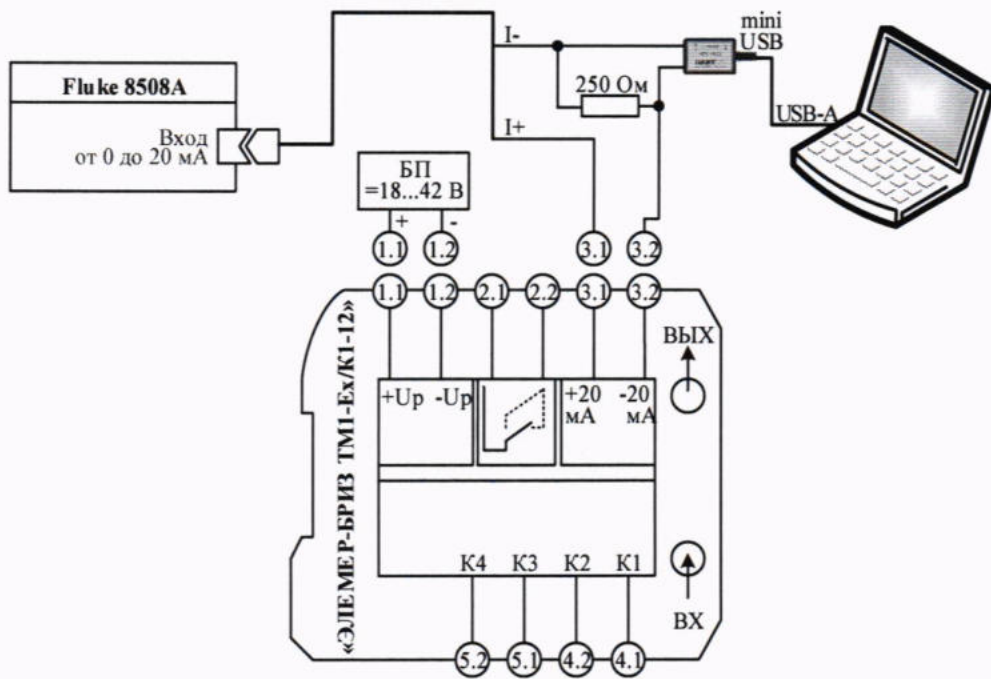 Fluke 8508A
Вход
от 0 до 20 мА
I-
I+
250 Ом
mini
USB
USB-A
БП
=18...42 В
+
-
1.1
1.2
3.1
3.2
1.1
1.2
2.1
2.2
3.1
3.2
«ЭЛЕМЕР-БРИЗ ТМ1-Ех/К1-12»
+Uр
-Uр
+20
мА
-20
мА
ВЫХ
ВХ
К4
К3
К2
К1
5.2
5.1
4.2
4.1